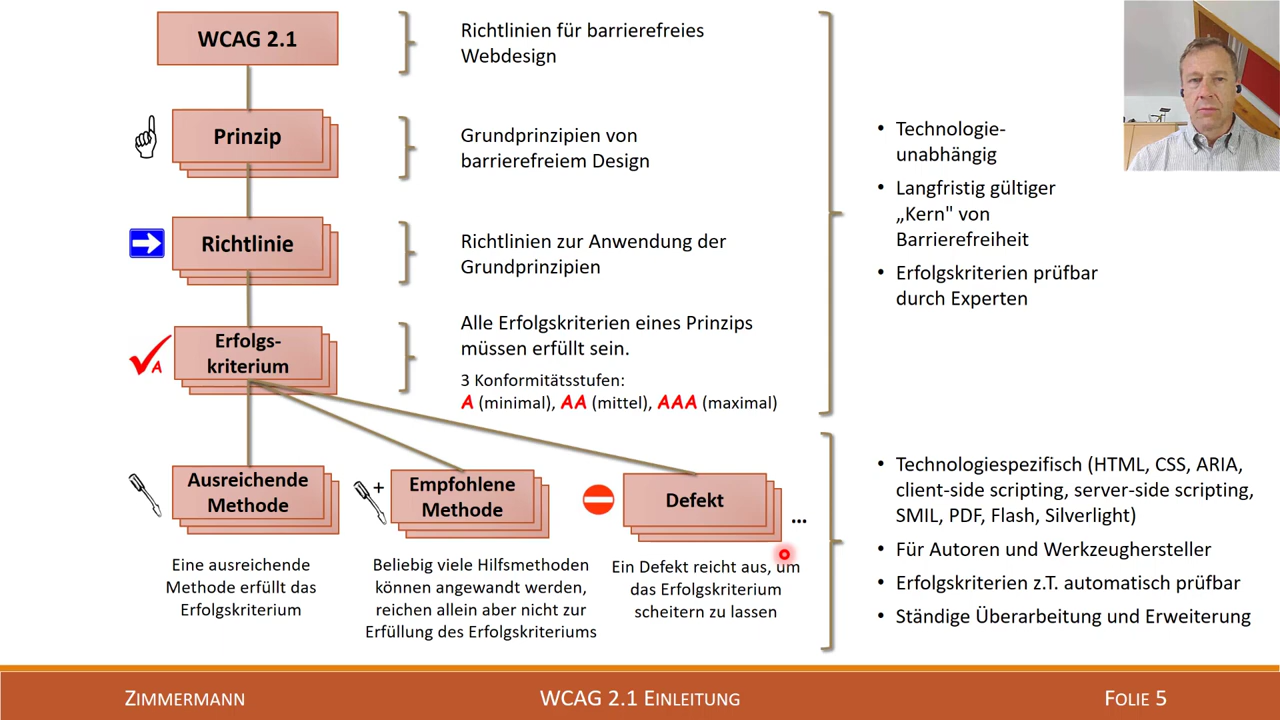 WCAG 2.1
Richtlinien für barrierefreies
Webdesign
Prinzip
Grundprinzipien von
barrierefreiem Design
Richtlinie
Richtlinien zur Anwendung der
Grundprinzipien
Erfolgs-
kriterium
A
Alle Erfolgskriterien eines Prinzips
müssen erfüllt sein.
3 Konformitätsstufen:
A (minimal), AA (mittel), AAA (maximal)
• Technologie-
unabhängig
• Langfristig gültiger
„Kern" von
Barrierefreiheit
• Erfolgskriterien prüfbar
durch Experten
Ausreichende
Methode
Eine ausreichende
Methode erfüllt das
Erfolgskriterium
+
Empfohlene
Methode
Beliebig viele Hilfsmethoden
können angewandt werden,
reichen allein aber nicht zur
Erfüllung des Erfolgskriteriums
Defekt
...
Ein Defekt reicht aus, um
das Erfolgskriterium
scheitern zu lassen
• Technologiespezifisch (HTML, CSS, ARIA,
client-side scripting, server-side scripting,
SMIL, PDF, Flash, Silverlight)
• Für Autoren und Werkzeughersteller
• Erfolgskriterien z.T. automatisch prüfbar
• Ständige Überarbeitung und Erweiterung
Zimmermann
WCAG 2.1 Einleitung
Folie 5